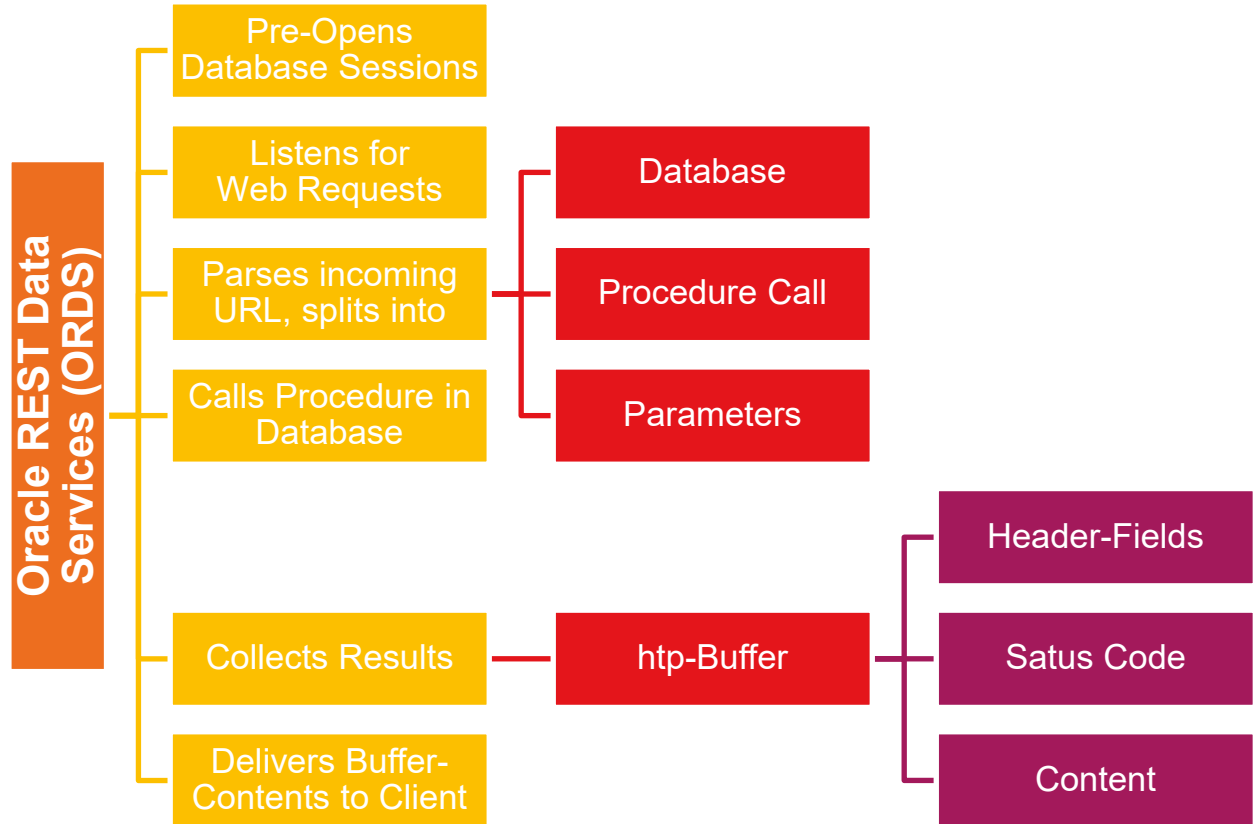 Oracle REST Data
Services (ORDS)
Pre-Opens
Database Sessions
Listens for
Web Requests
Parses incoming
URL, splits into
Database
Procedure Call
Parameters
Calls Procedure in
Database
Collects Results
htp-Buffer
Header-Fields
Satus Code
Content
Delivers Buffer-
Contents to Client